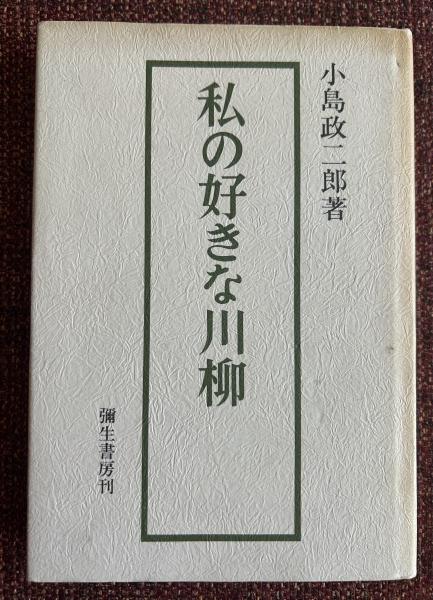 小島政二郎著
私の好きな川柳
彌生書房刊